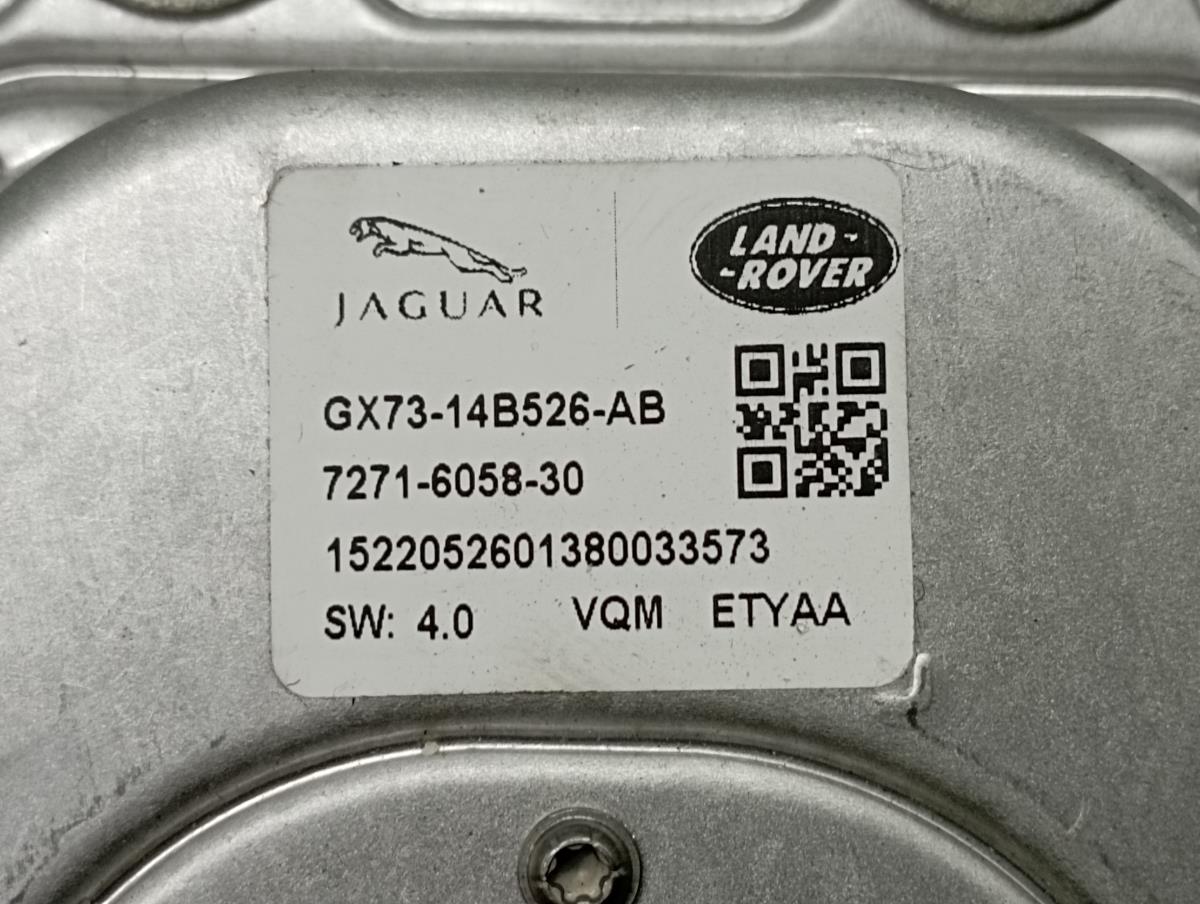 JAGUAR
LAND-
-ROVER
GX73-14B526-AB
7271-6058-30
1522052601380033573
SW: 4.0 VQM ETYAA